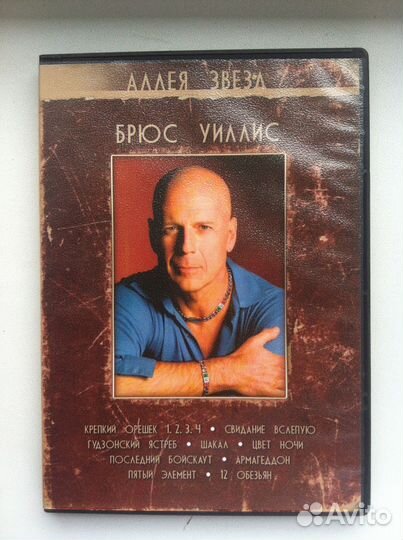 АЛЛЕЯ ЗВЕЗД
БРЮС УИЛЛИС
КРЕПКИЙ ОРЕШЕК 1, 2, 3, 4 • СВИДАНИЕ ВСЛЕПУЮ
ГУДЗОНСКИЙ ЯСТРЕБ • ШАКАЛ • ЦВЕТ НОЧИ
ПОСЛЕДНИЙ БОЙСКАУТ • АРМАГЕДДОН
ПЯТЫЙ ЭЛЕМЕНТ • 12 ОБЕЗЬЯН
Avito